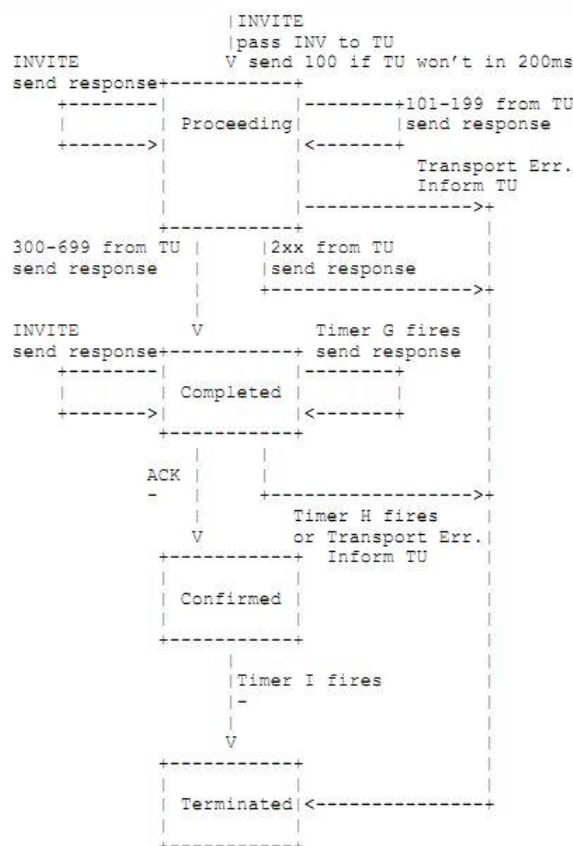 INVITE
pass INV to TU
INVITE V send 100 if TU won't in 200ms
send response
101-199 from TU
Proceeding send response
Transport Err.
Inform TU
300-699 from TU 2xx from TU
send response send response
INVITE V Timer G fires
send response send response
Completed
ACK
-
Timer H fires
V or Transport Err.
Inform TU
Confirmed
Timer I fires
-
V
Terminated